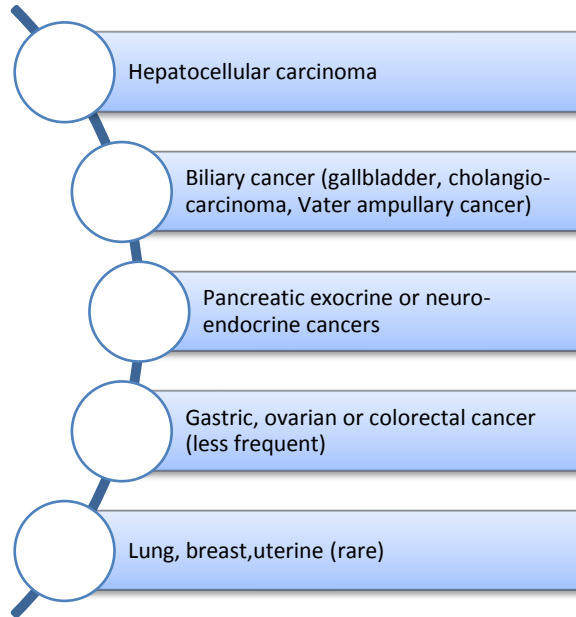 Hepatocellular carcinoma
Biliary cancer (gallbladder, cholangio-
carcinoma, Vater ampullary cancer)
Pancreatic exocrine or neuro-
endocrine cancers
Gastric, ovarian or colorectal cancer
(less frequent)
Lung, breast,uterine (rare)